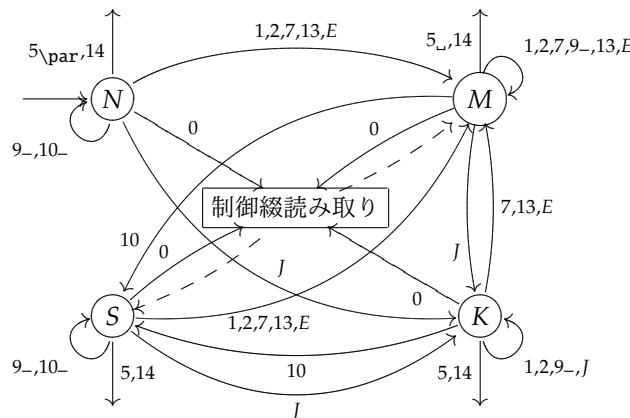 5\par,14
1,2,7,13,E
5␣,14
1,2,7,9–,13,E
N
M
9–,10–
0
0
制御綴読み取り
7,13,E
10
0
J
J
0
S
1,2,7,13,E
K
9–,10–
5,14
10
5,14
1,2,9–,J
J